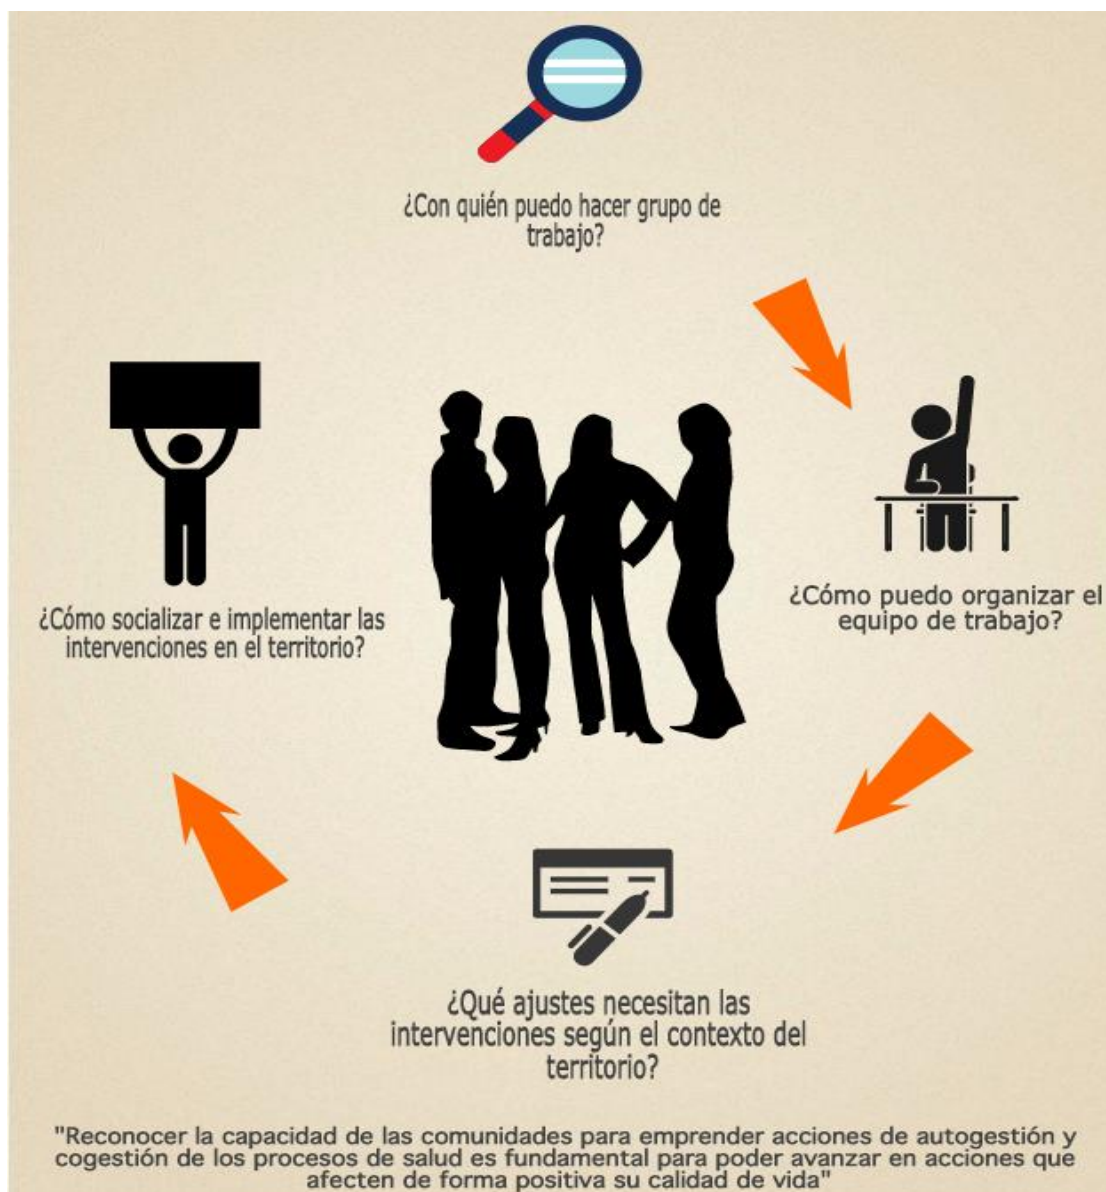 ¿Con quién puedo hacer grupo de
trabajo?
¿Cómo puedo organizar el
equipo de trabajo?
¿Qué ajustes necesitan las
intervenciones según el contexto del
territorio?
¿Cómo socializar e implementar las
intervenciones en el territorio?
"Reconocer la capacidad de las comunidades para emprender acciones de autogestión y
cogestión de los procesos de salud es fundamental para poder avanzar en acciones que
afecten de forma positiva su calidad de vida"